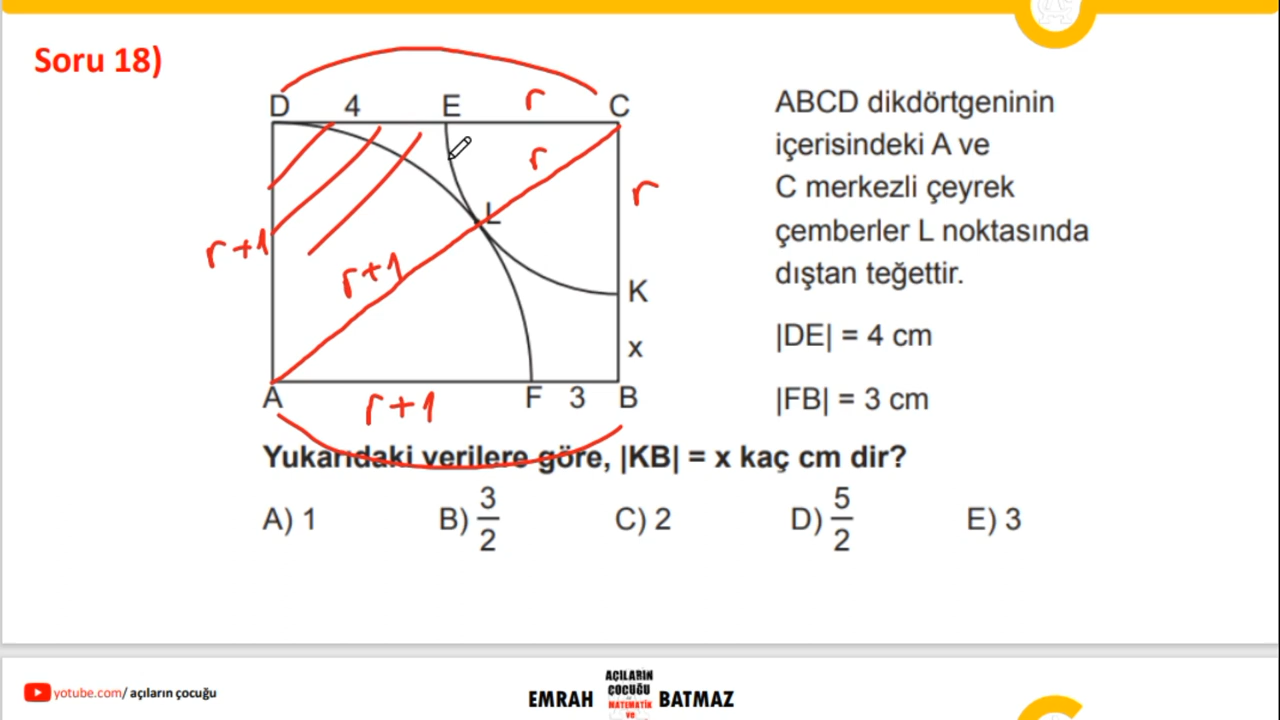 Soru 18)
D 4 E r C
r
r
L
r+1
r+1
K
x
A r+1 F 3 B
ABCD dikdörtgeninin
içerisindeki A ve
C merkezli çeyrek
çemberler L noktasında
dıştan teğettir.
|DE| = 4 cm
|FB| = 3 cm
Yukarıdaki verilere göre, |KB| = x kaç cm dir?
A) 1 B) 3/2 C) 2 D) 5/2 E) 3
yotube.com/ açıların çocuğu
AÇILARIN
ÇOCUĞU
EMRAH MATEMATİK BATMAZ
ve